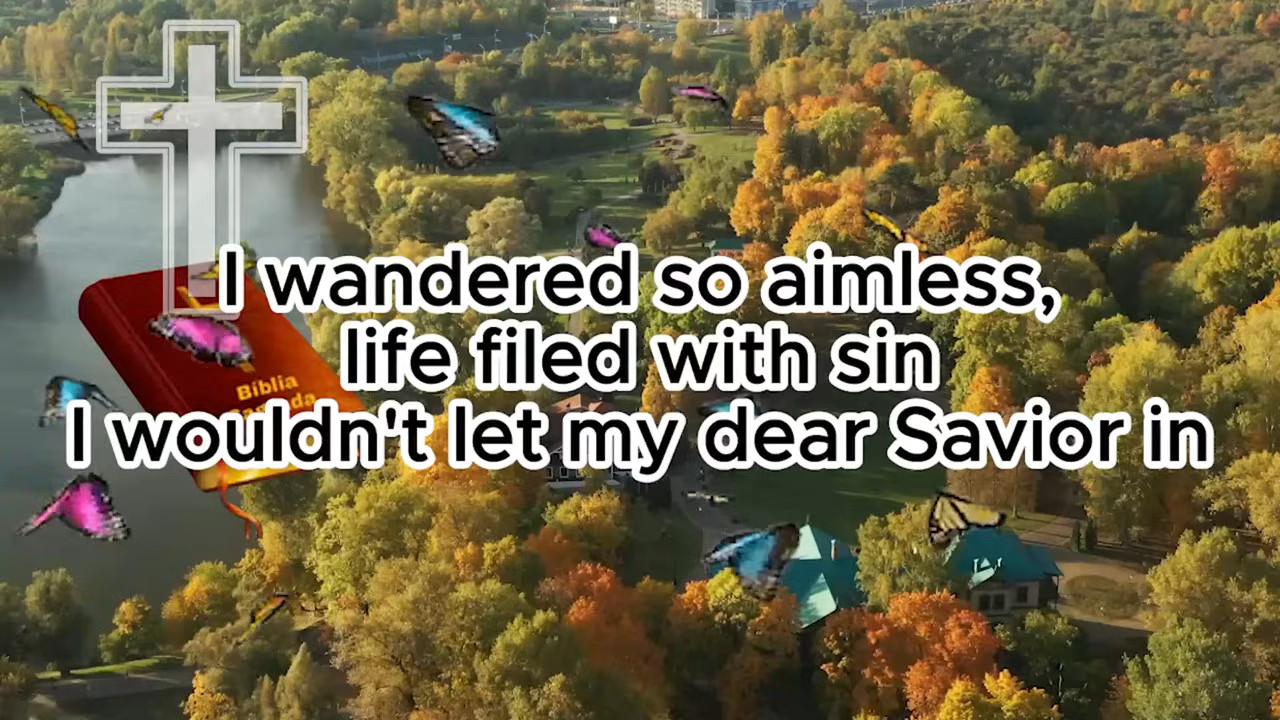 I wandered so aimless,
life filed with sin
I wouldn't let my dear Savior in
Bíblia